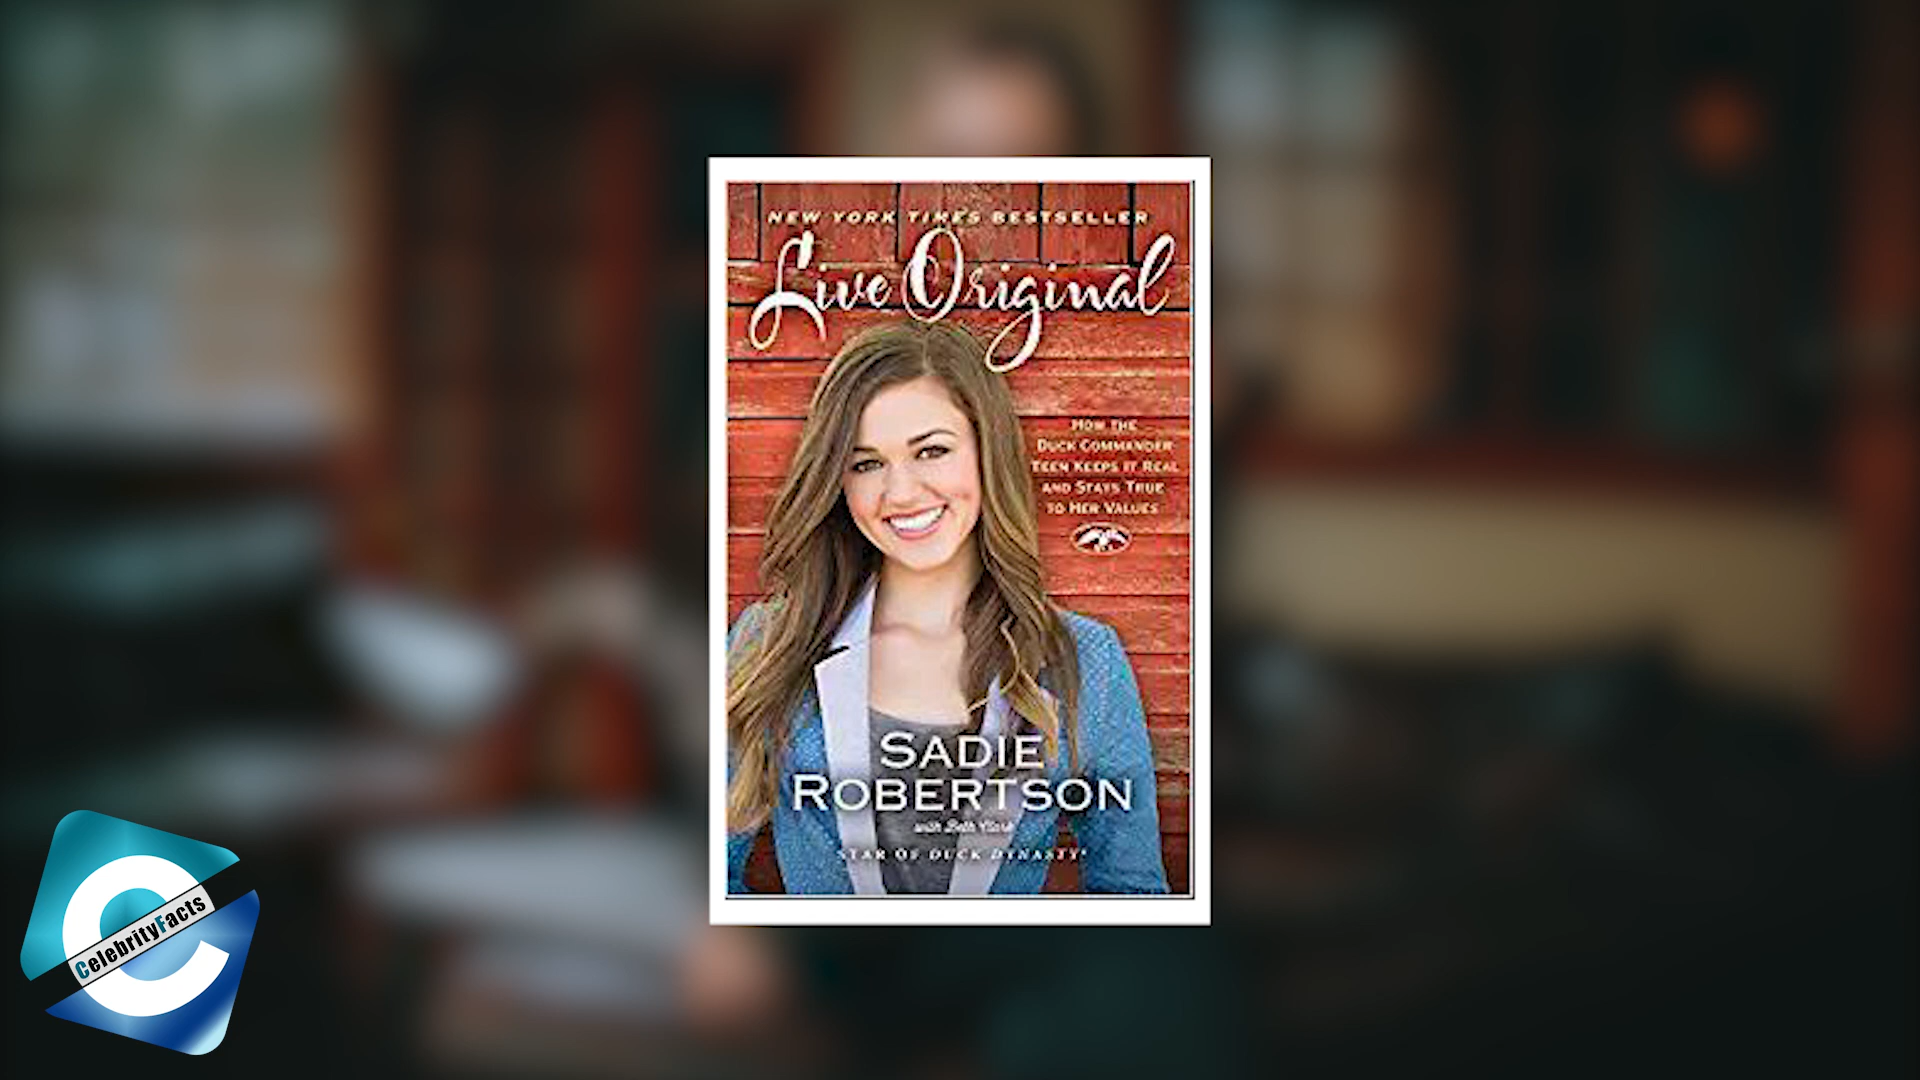 NEW YORK TIMES BESTSELLER
Live Original
HOW THE
DUCK COMMANDER
TEEN KEEPS IT REAL
AND STAYS TRUE
TO HER VALUES
SADIE
ROBERTSON
with Beth Clark
STAR OF DUCK DYNASTY®
CelebrityFacts